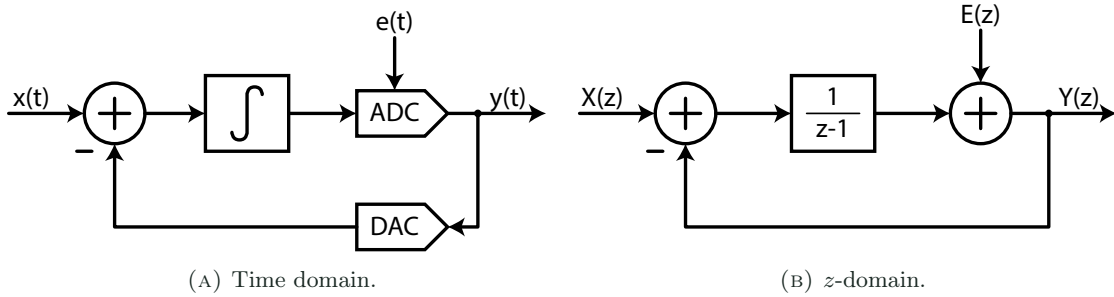 e(t)
x(t)
+
−
∫
ADC
y(t)
DAC
(A) Time domain.
E(z)
X(z)
+
−
1
z-1
+
Y(z)
(B) z-domain.